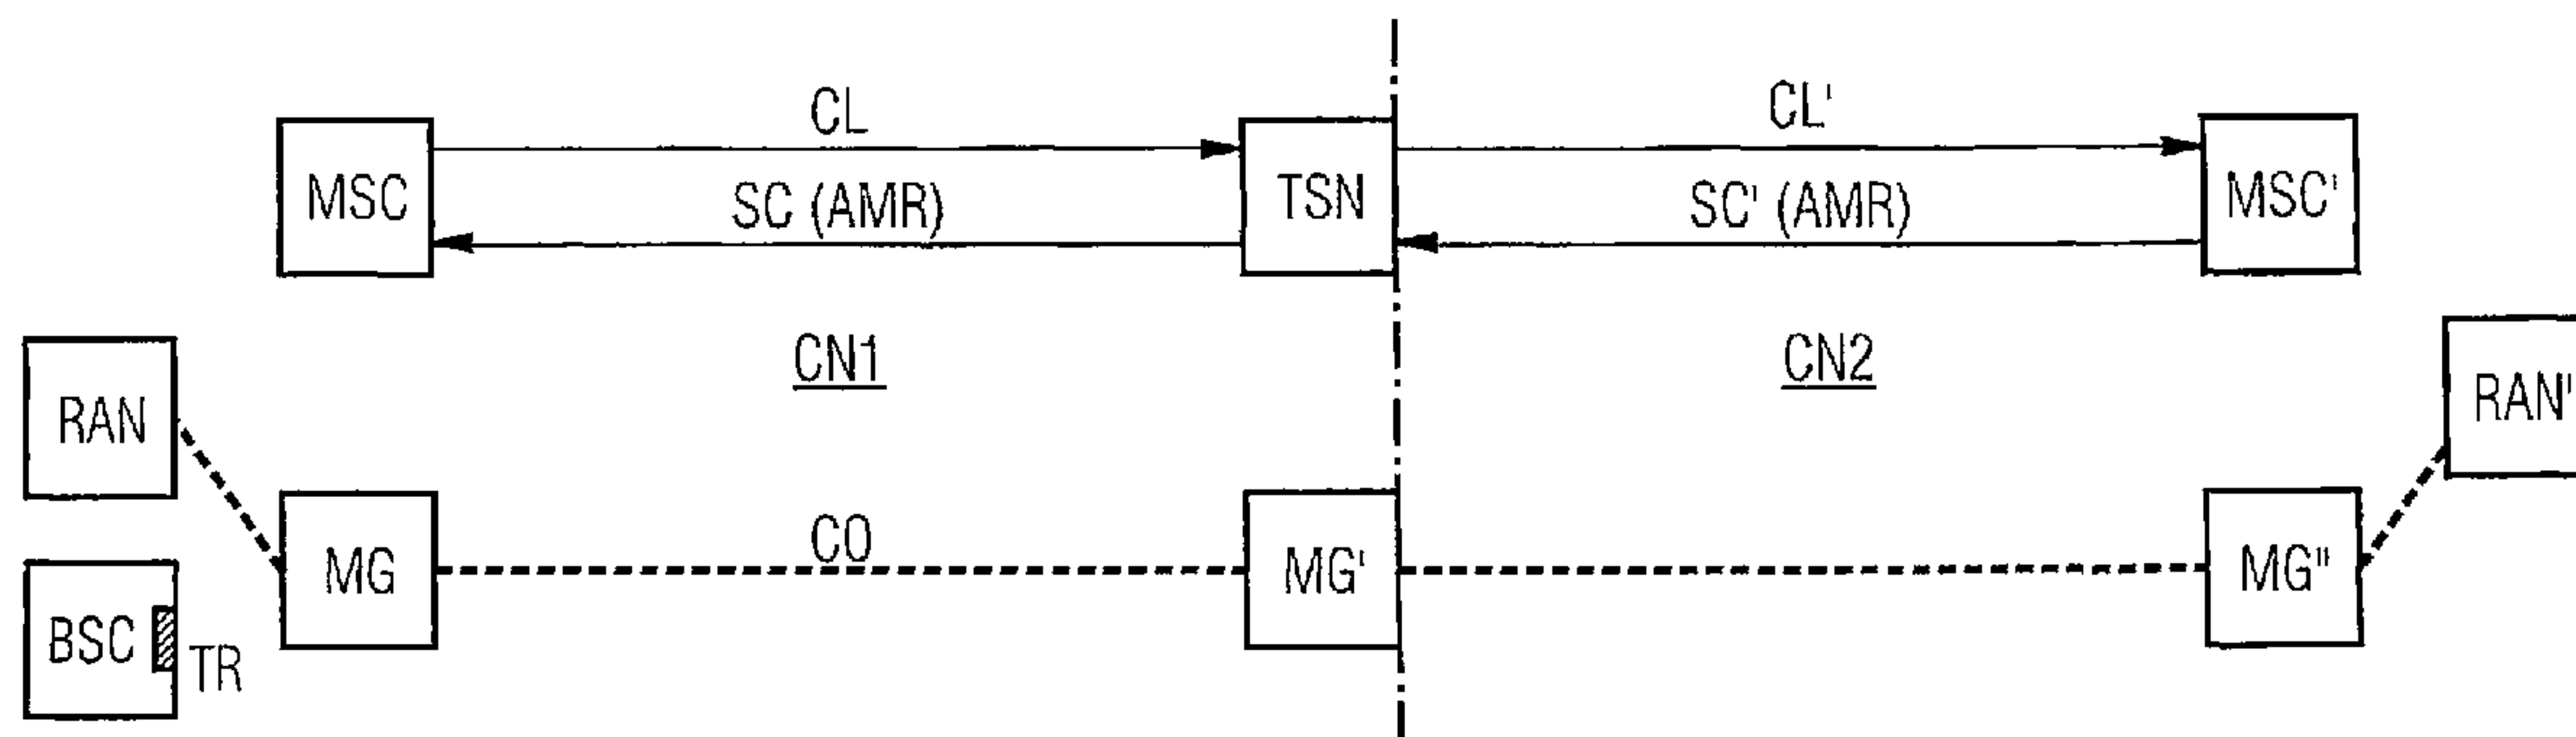 CL
CL'
MSC
SC (AMR)
TSN
SC' (AMR)
MSC'
CN1
CN2
RAN
RAN'
MG
CO
MG'
MG"
BSC
TR